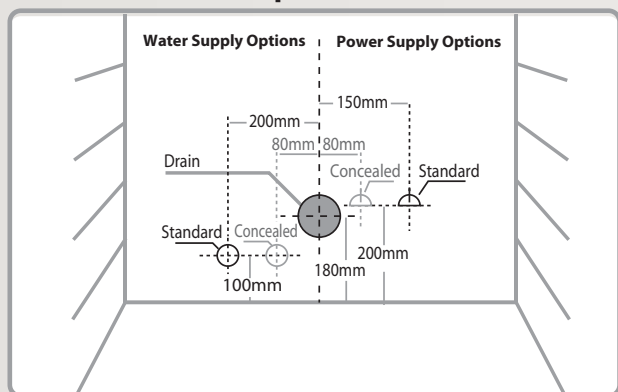 Water Supply Options
Power Supply Options
150mm
200mm
80mm 80mm
Drain
Concealed
Standard
Standard
Concealed
200mm
180mm
100mm